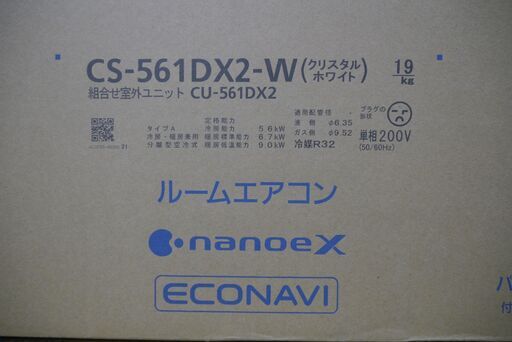 CS-561DX2-W(クリスタルホワイト) 19kg
組合せ室外ユニット CU-561DX2
定格能力
タイプA 冷房能力 5.6kW
冷房・暖房兼用 暖房標準能力 6.7kW
分離型空冷式 暖房低温能力 9.0kW
適用配管径
液側 φ6.35
ガス側 φ9.52
冷媒R32
プラグの形状
単相200V
(50/60Hz)
21
ルームエアコン
nanoeX
ECONAVI
パ
付